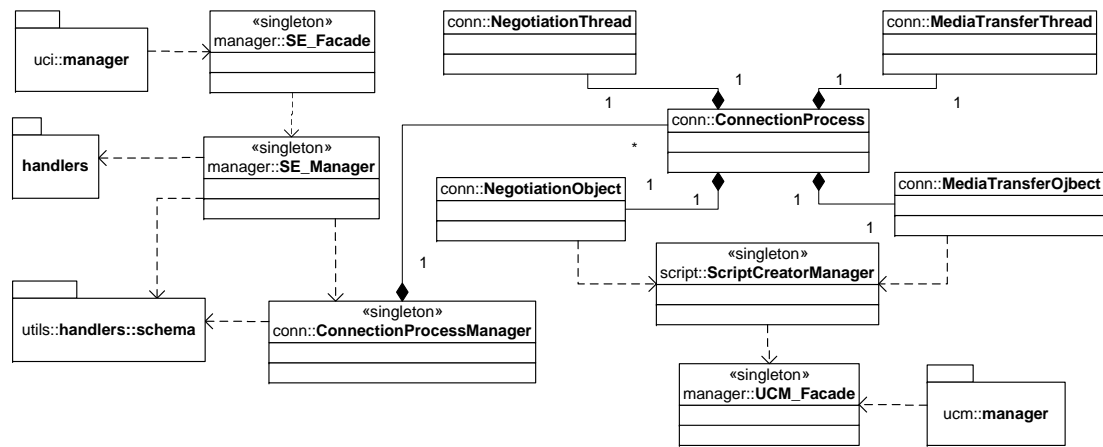 «singleton»
manager::SE_Facade
uci::manager
conn::NegotiationThread
conn::MediaTransferThread
1
1
1
1
conn::ConnectionProcess
*
handlers
«singleton»
manager::SE_Manager
conn::NegotiationObject
1
1
1
1
conn::MediaTransferOjbect
«singleton»
script::ScriptCreatorManager
1
utils::handlers::schema
«singleton»
conn::ConnectionProcessManager
«singleton»
manager::UCM_Facade
ucm::manager